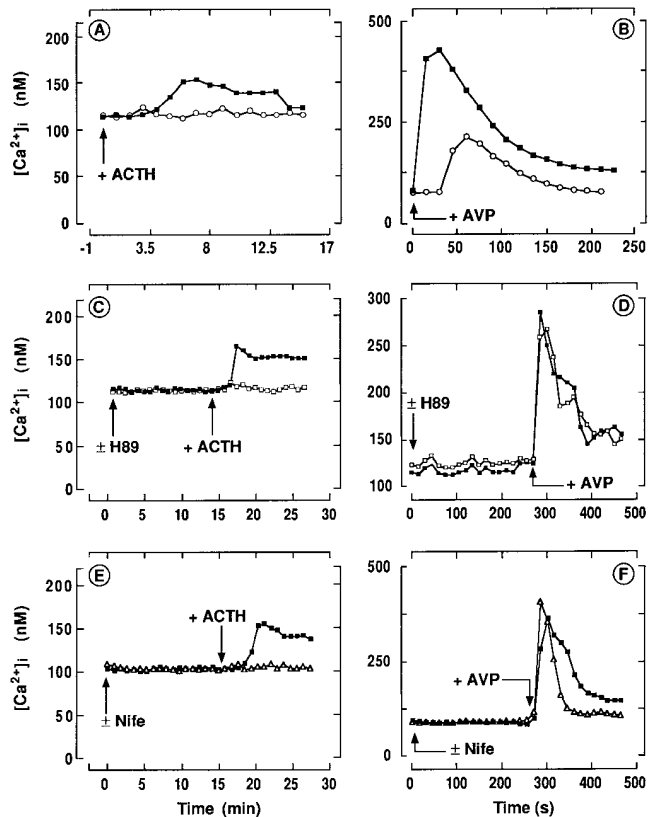 A
[Ca2+]i (nM)
200
150
100
50
0
+ ACTH
-1 3.5 8 12.5 17
B
500
250
0
+ AVP
0 50 100 150 200 250
C
[Ca2+]i (nM)
200
150
100
50
0
± H89
+ ACTH
0 5 10 15 20 25 30
D
300
250
200
150
100
± H89
+ AVP
0 100 200 300 400 500
E
[Ca2+]i (nM)
200
150
100
50
0
+ ACTH
± Nife
0 5 10 15 20 25 30
Time (min)
F
500
250
0
+ AVP
± Nife
0 100 200 300 400 500
Time (s)